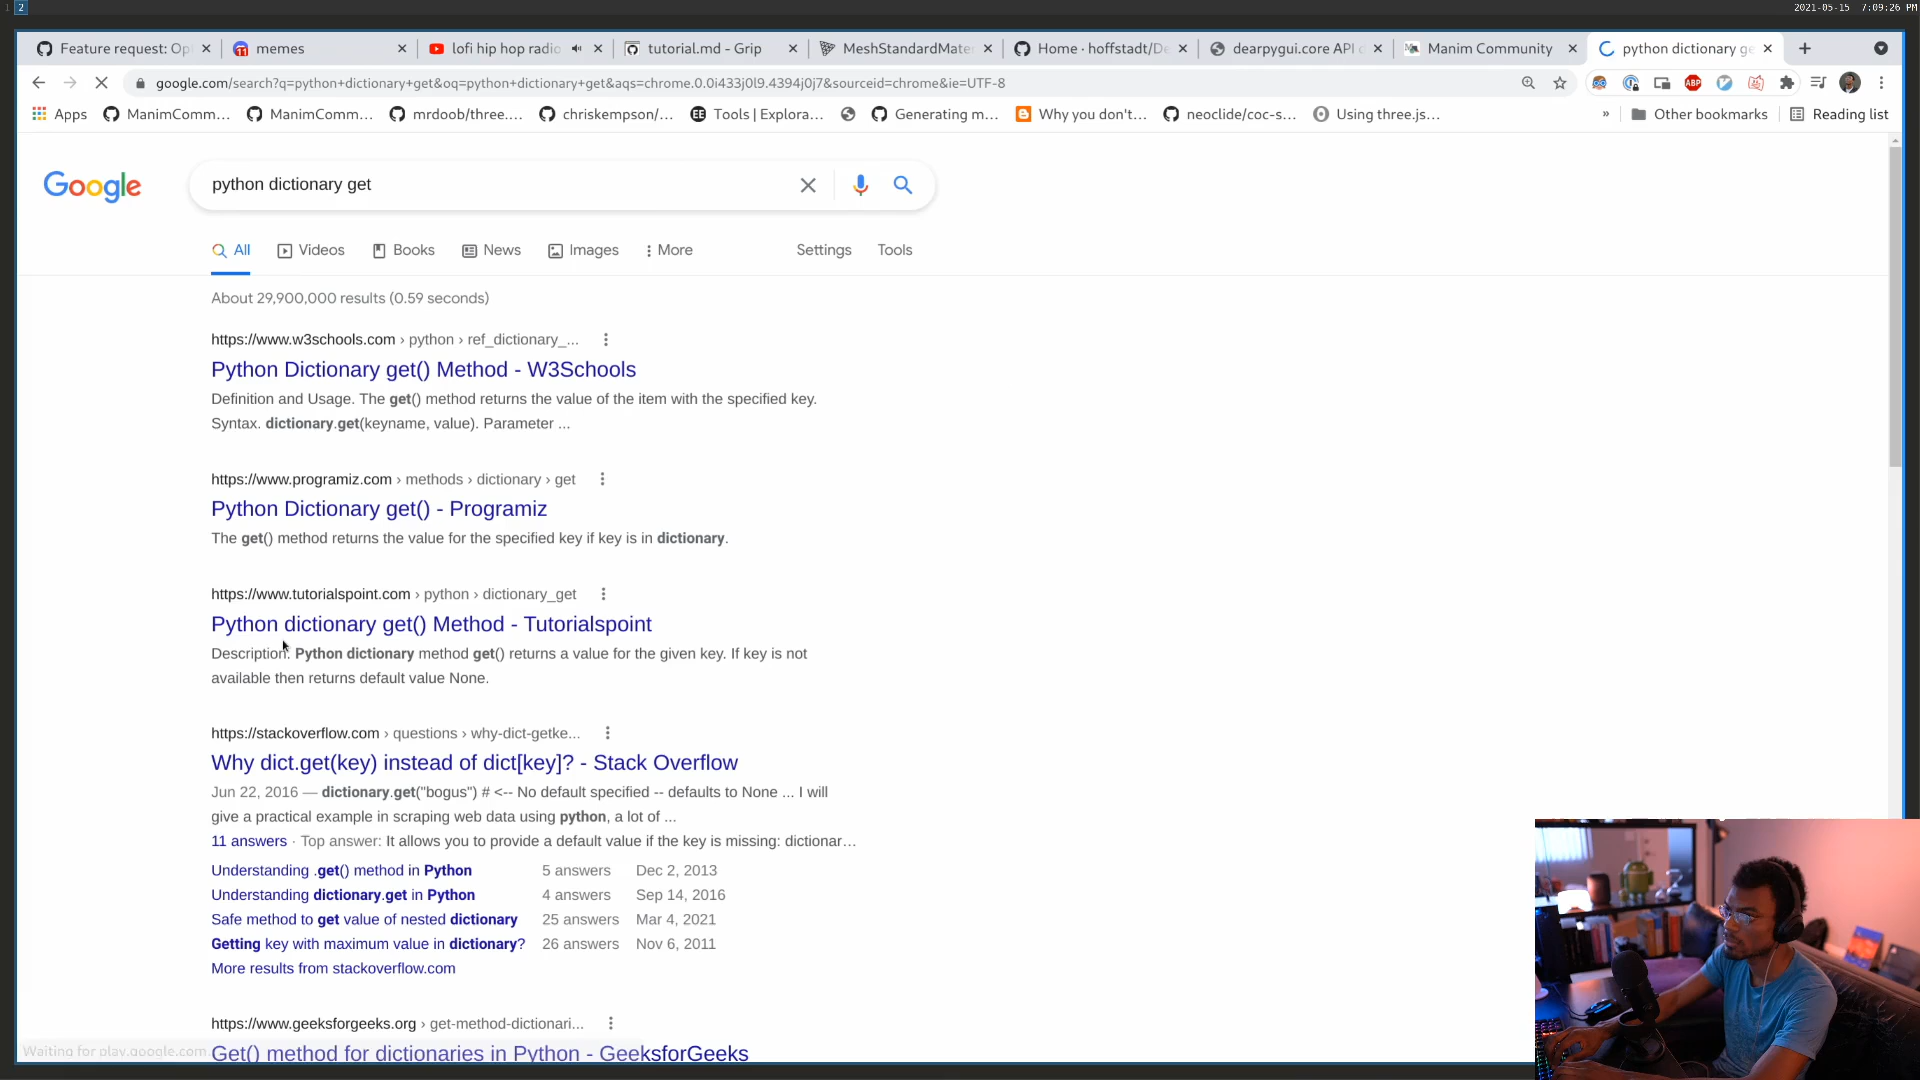 1 2
2021-05-15 7:09:26 PM
Feature request: Op
memes
lofi hip hop radio
tutorial.md - Grip
MeshStandardMate
Home · hoffstadt/De
dearpygui.core API d
Manim Community
python dictionary ge
google.com/search?q=python+dictionary+get&oq=python+dictionary+get&aqs=chrome.0.0i433j0l9.4394j0j7&sourceid=chrome&ie=UTF-8
ABP
Apps
ManimComm...
ManimComm...
mrdoob/three....
chriskempson/...
EE Tools | Explora...
Generating m...
Why you don't...
neoclide/coc-s...
Using three.js...
»
Other bookmarks
Reading list
Google
python dictionary get
All
Videos
Books
News
Images
More
Settings
Tools
About 29,900,000 results (0.59 seconds)
https://www.w3schools.com › python › ref_dictionary_...
Python Dictionary get() Method - W3Schools
Definition and Usage. The get() method returns the value of the item with the specified key.
Syntax. dictionary.get(keyname, value). Parameter ...
https://www.programiz.com › methods › dictionary › get
Python Dictionary get() - Programiz
The get() method returns the value for the specified key if key is in dictionary.
https://www.tutorialspoint.com › python › dictionary_get
Python dictionary get() Method - Tutorialspoint
Description. Python dictionary method get() returns a value for the given key. If key is not
available then returns default value None.
https://stackoverflow.com › questions › why-dict-getke...
Why dict.get(key) instead of dict[key]? - Stack Overflow
Jun 22, 2016 — dictionary.get("bogus") # <-- No default specified -- defaults to None ... I will
give a practical example in scraping web data using python, a lot of ...
11 answers · Top answer: It allows you to provide a default value if the key is missing: dictionar…
Understanding .get() method in Python 5 answers Dec 2, 2013
Understanding dictionary.get in Python 4 answers Sep 14, 2016
Safe method to get value of nested dictionary 25 answers Mar 4, 2021
Getting key with maximum value in dictionary? 26 answers Nov 6, 2011
More results from stackoverflow.com
https://www.geeksforgeeks.org › get-method-dictionari...
Get() method for dictionaries in Python - GeeksforGeeks
Waiting for play.google.com...